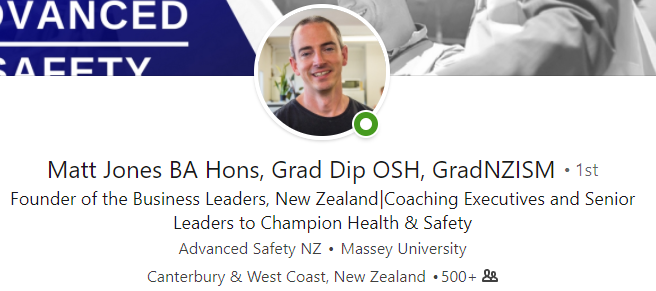 DVANCED
SAFETY
Matt Jones BA Hons, Grad Dip OSH, GradNZISM • 1st
Founder of the Business Leaders, New Zealand|Coaching Executives and Senior
Leaders to Champion Health & Safety
Advanced Safety NZ • Massey University
Canterbury & West Coast, New Zealand •500+